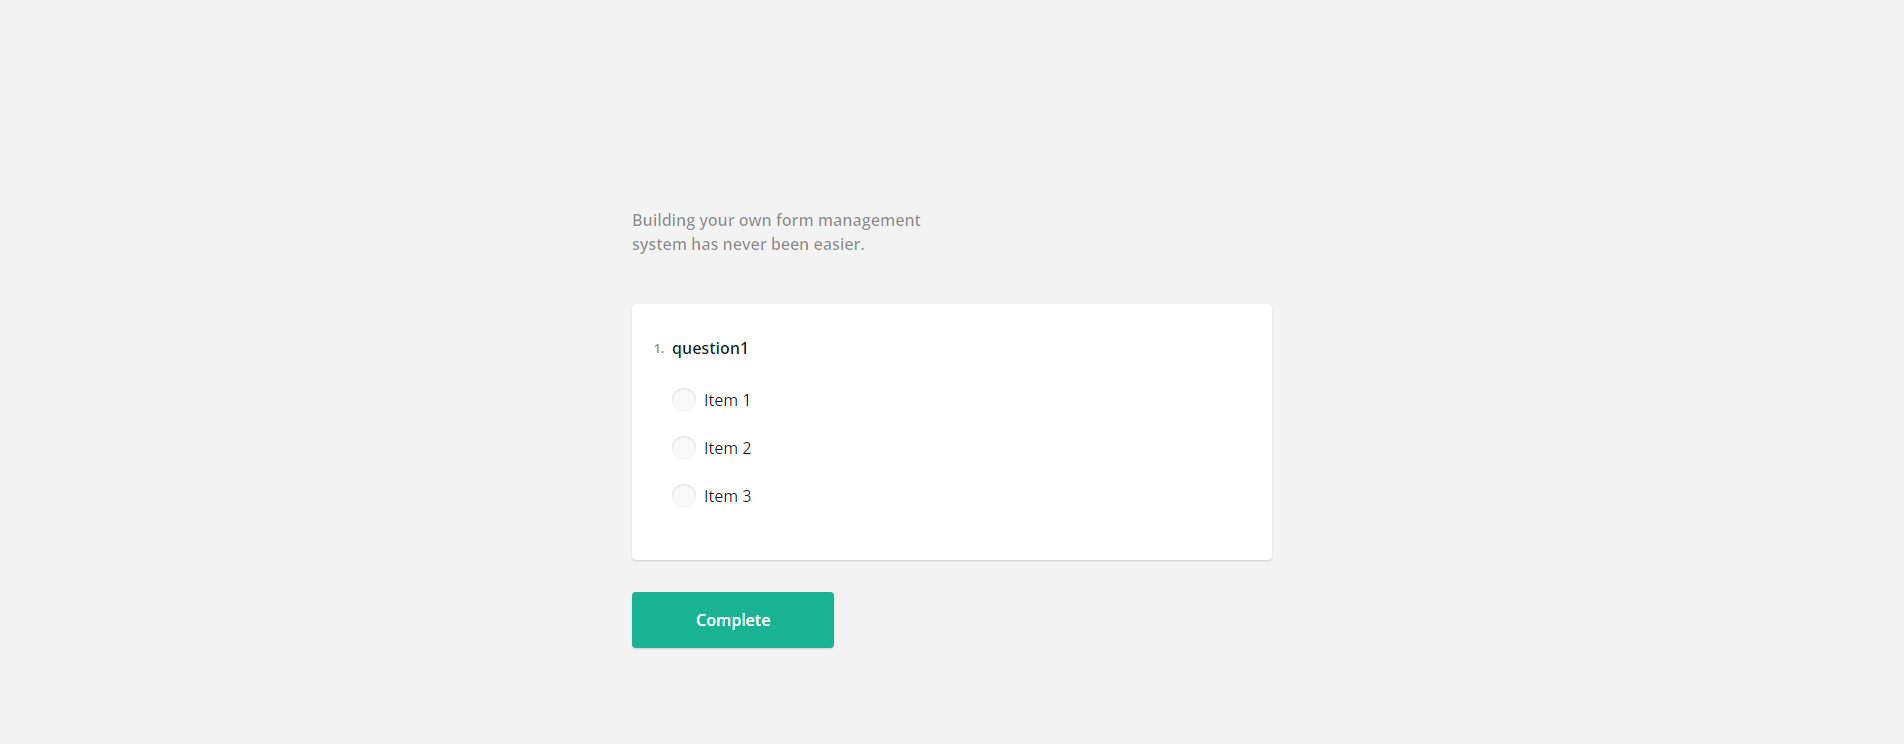 Building your own form management
system has never been easier.
1. question1
Item 1
Item 2
Item 3
Complete